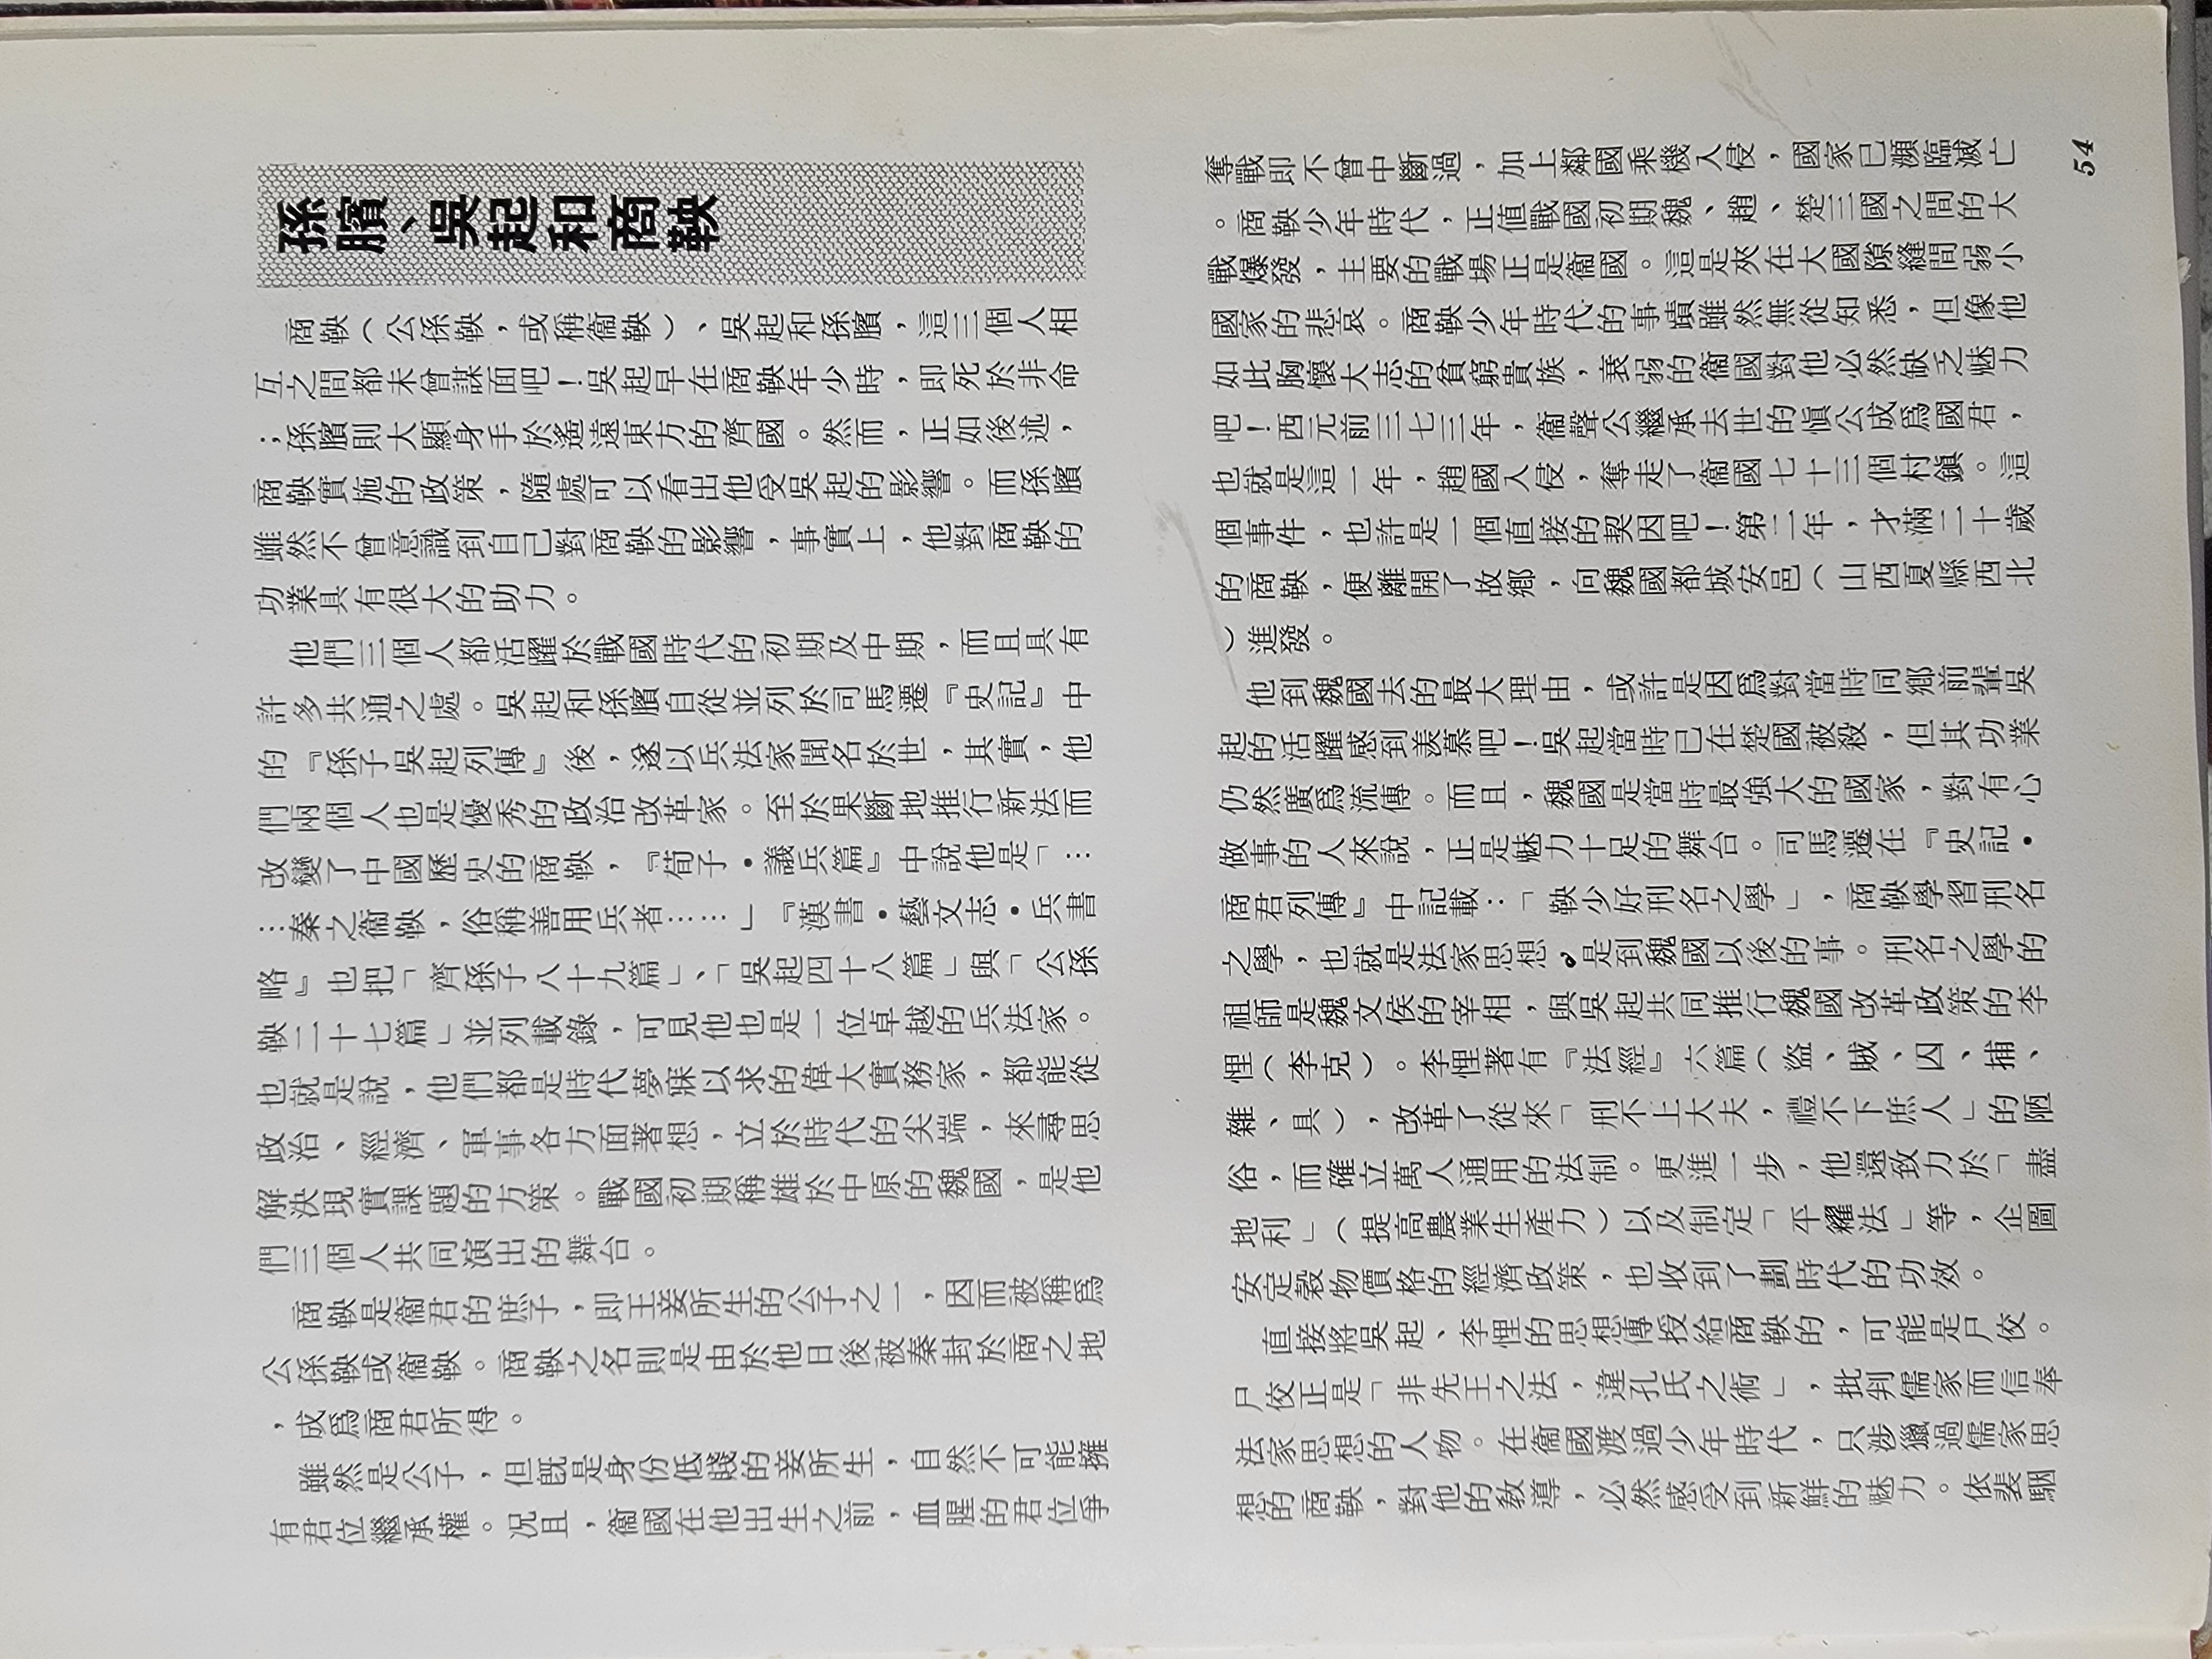 孫臏、吳起和商鞅
商鞅（公孫鞅，或稱衞鞅）、吳起和孫臏，這三個人相
互之間都未曾謀面吧！吳起早在商鞅年少時，即死於非命
；孫臏則大顯身手於遙遠東方的齊國。然而，正如後述，
商鞅實施的政策，隨處可以看出他受吳起的影響。而孫臏
雖然不曾意識到自己對商鞅的影響，事實上，他對商鞅的
功業具有很大的助力。
他們三個人都活躍於戰國時代的初期及中期，而且具有
許多共通之處。吳起和孫臏自從並列於司馬遷『史記』中
的『孫子吳起列傳』後，遂以兵法家聞名於世，其實，他
們兩個人也是優秀的政治改革家。至於果斷地推行新法而
改變了中國歷史的商鞅，『荀子•議兵篇』中說他是「…
…秦之衞鞅，俗稱善用兵者……」『漢書•藝文志•兵書
略』也把「齊孫子八十九篇」、「吳起四十八篇」與「公孫
鞅二十七篇」並列載錄，可見他也是一位卓越的兵法家。
也就是說，他們都是時代夢寐以求的偉大實務家，都能從
政治、經濟、軍事各方面著想，立於時代的尖端，來尋思
解決現實課題的方策。戰國初期稱雄於中原的魏國，是他
們三個人共同演出的舞台。
商鞅是衞君的庶子，即王妾所生的公子之一，因而被稱爲
公孫鞅或衞鞅。商鞅之名則是由於他日後被秦封於商之地
，成爲商君所得。
雖然是公子，但旣是身份低賤的妾所生，自然不可能擁
有君位繼承權。况且，衞國在他出生之前，血腥的君位爭
奪戰即不曾中斷過，加上鄰國乘機入侵，國家已瀕臨滅亡
。商鞅少年時代，正值戰國初期魏、趙、楚三國之間的大
戰爆發，主要的戰場正是衞國。這是夾在大國隙縫間弱小
國家的悲哀。商鞅少年時代的事蹟雖然無從知悉，但像他
如此胸懷大志的貧窮貴族，衰弱的衞國對他必然缺乏魅力
吧！西元前三七三年，衞聲公繼承去世的愼公成爲國君，
也就是這一年，趙國入侵，奪走了衞國七十三個村鎭。這
個事件，也許是一個直接的契因吧！第二年，才滿二十歲
的商鞅，便離開了故鄉，向魏國都城安邑（山西夏縣西北
）進發。
他到魏國去的最大理由，或許是因爲對當時同鄉前輩吳
起的活躍感到羨慕吧！吳起當時已在楚國被殺，但其功業
仍然廣爲流傳。而且，魏國是當時最強大的國家，對有心
做事的人來說，正是魅力十足的舞台。司馬遷在『史記•
商君列傳』中記載：「鞅少好刑名之學」，商鞅學習刑名
之學，也就是法家思想，是到魏國以後的事。刑名之學的
祖師是魏文侯的宰相，與吳起共同推行魏國改革政策的李
悝（李克）。李悝著有『法經』六篇（盜、賊、囚、捕、
雜、具），改革了從來「刑不上大夫，禮不下庶人」的陋
俗，而確立萬人通用的法制。更進一步，他還致力於「盡
地利」（提高農業生產力）以及制定「平糴法」等，企圖
安定穀物價格的經濟政策，也收到了劃時代的功效。
直接將吳起、李悝的思想傳授給商鞅的，可能是尸佼。
尸佼正是「非先王之法，違孔氏之術」，批判儒家而信奉
法家思想的人物。在衞國渡過少年時代，只涉獵過儒家思
想的商鞅，對他的敎導，必然感受到新鮮的魅力。依裴駰
54